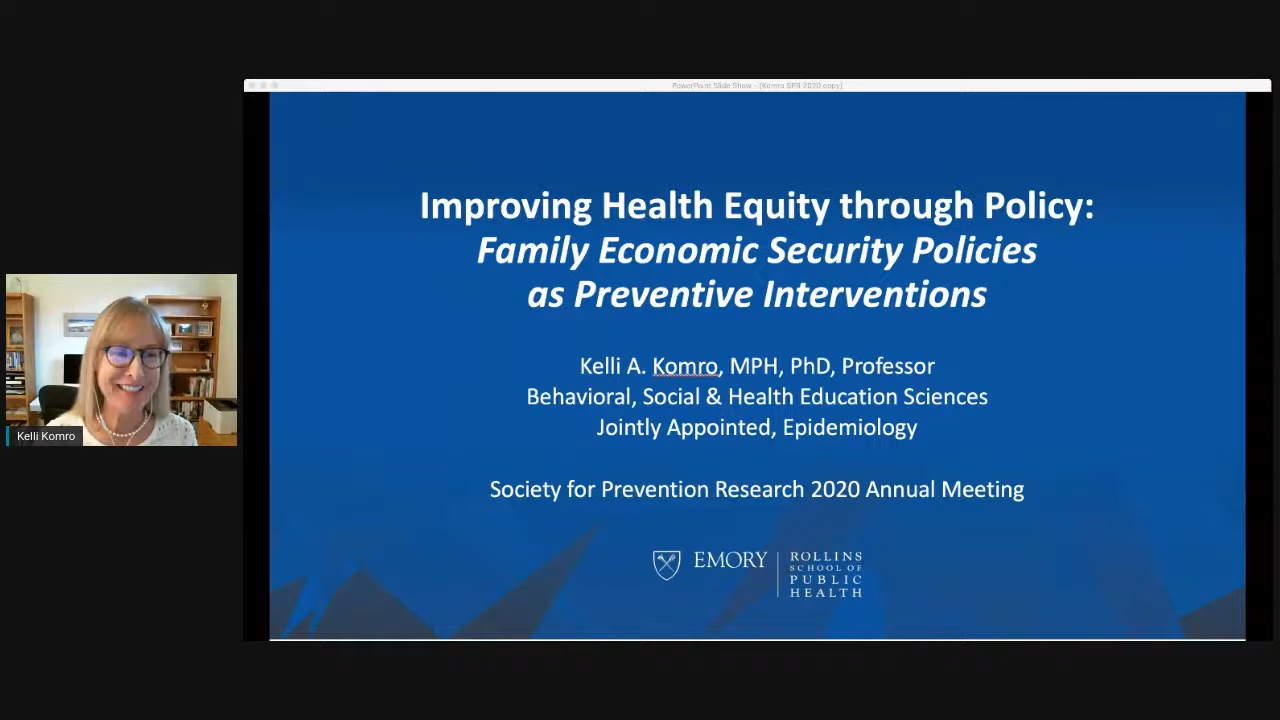 PowerPoint Slide Show - [Komro SPR 2020 copy]
Improving Health Equity through Policy:
Family Economic Security Policies
as Preventive Interventions
Kelli A. Komro, MPH, PhD, Professor
Behavioral, Social & Health Education Sciences
Jointly Appointed, Epidemiology
Society for Prevention Research 2020 Annual Meeting
EMORY
ROLLINS
SCHOOL OF
PUBLIC
HEALTH
Kelli Komro